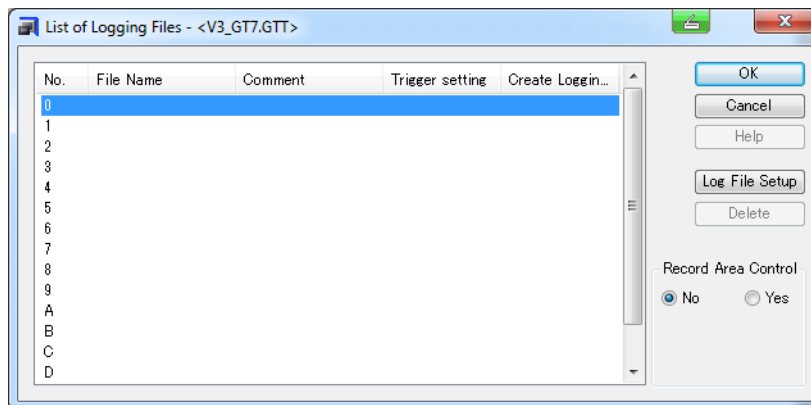 List of Logging Files - <V3_GT7.GTT>
No. File Name Comment Trigger setting Create Loggin...
0
1
2
3
4
5
6
7
8
9
A
B
C
D
OK
Cancel
Help
Log File Setup
Delete
Record Area Control
No Yes